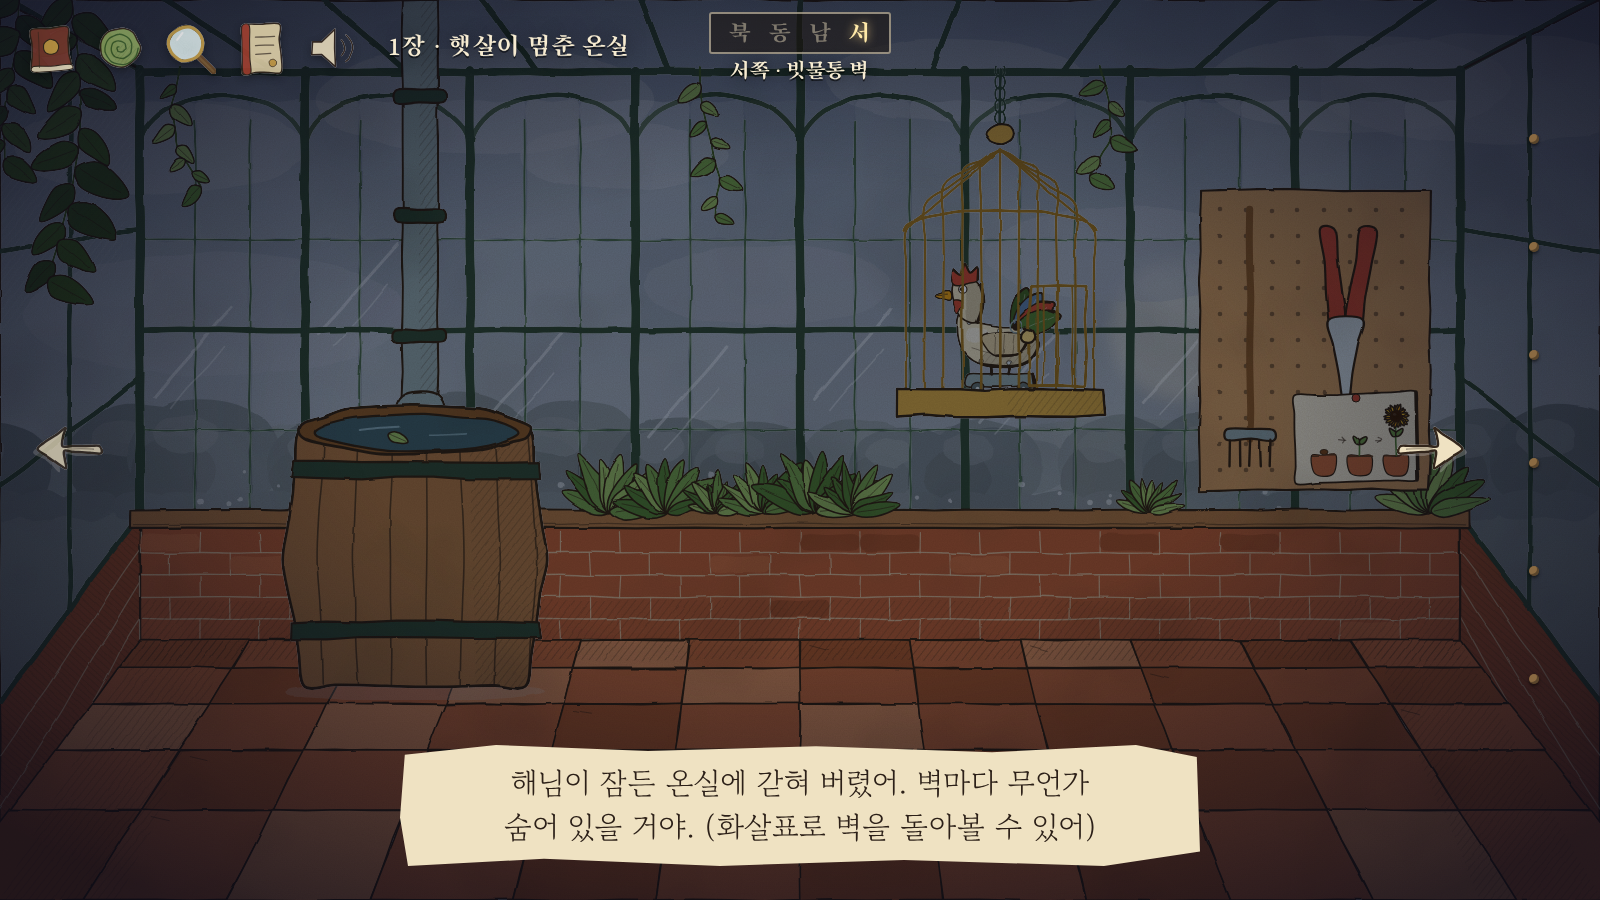 1장 · 햇살이 멈춘 온실
북 동 남 서
서쪽 · 빗물통 벽
해님이 잠든 온실에 갇혀 버렸어. 벽마다 무언가
숨어 있을 거야. (화살표로 벽을 돌아볼 수 있어)